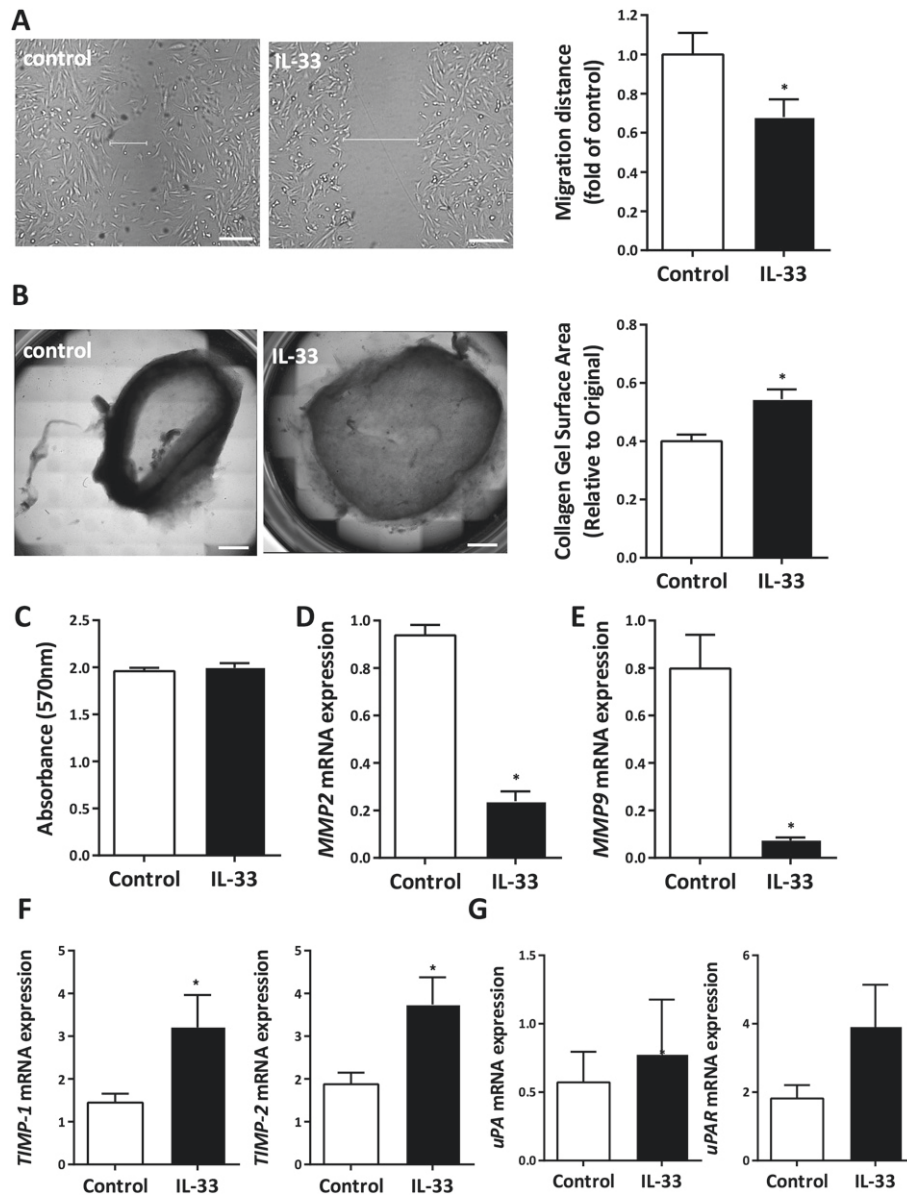 A
control
IL-33
Migration distance
(fold of control)
1.2
1.0
0.8
0.6
0.4
0.2
0.0
*
Control IL-33
B
control
IL-33
Collagen Gel Surface Area
(Relative to Original)
0.8
0.6
0.4
0.2
0.0
*
Control IL-33
C
Absorbance (570nm)
2.5
2.0
1.5
1.0
0.5
0.0
Control IL-33
D
MMP2 mRNA expression
1.0
0.8
0.6
0.4
0.2
0.0
*
Control IL-33
E
MMP9 mRNA expression
1.0
0.8
0.6
0.4
0.2
0.0
*
Control IL-33
F
TIMP-1 mRNA expression
5
4
3
2
1
0
*
Control IL-33
TIMP-2 mRNA expression
5
4
3
2
1
0
*
Control IL-33
G
uPA mRNA expression
1.5
1.0
0.5
0.0
*
Control IL-33
uPAR mRNA expression
6
4
2
0
Control IL-33